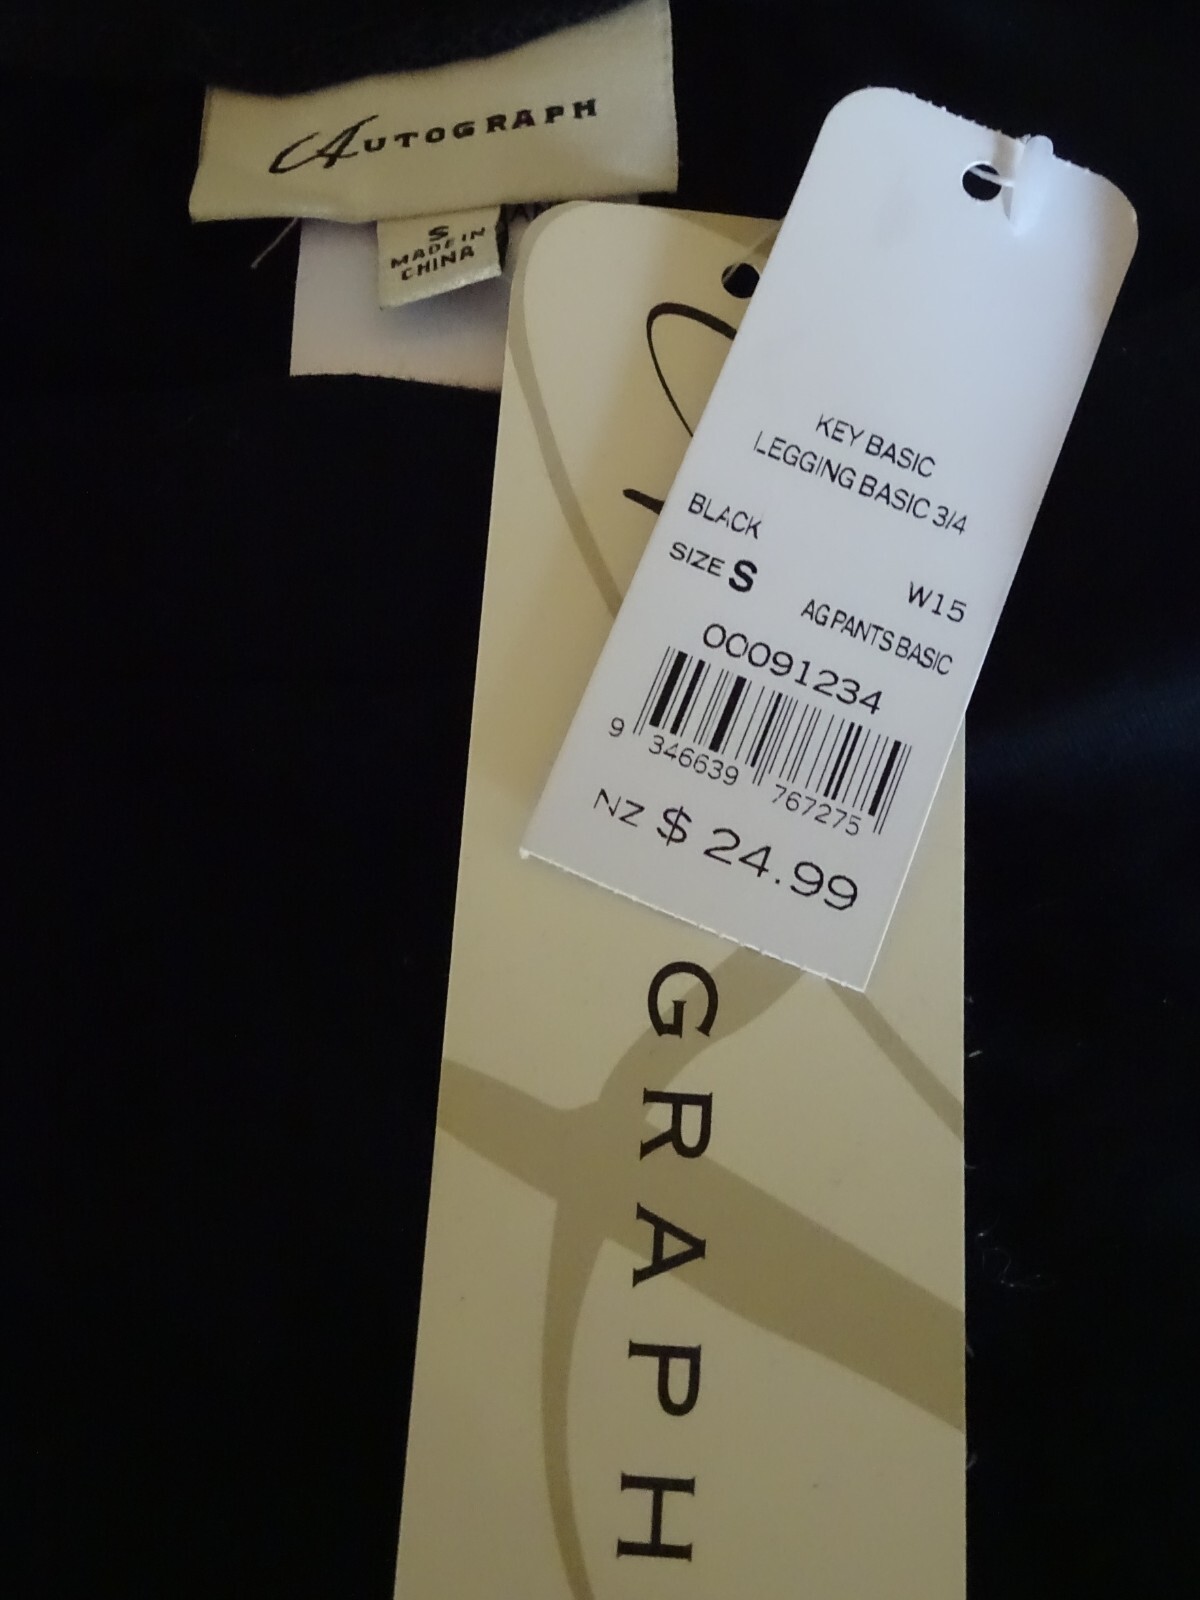 AUTOGRAPH
S
MADE IN
CHINA
KEY BASIC
LEGGING BASIC 3/4
BLACK
SIZE S
W15
AG PANTS BASIC
00091234
9 346639 767275
NZ $ 24.99
GRAPH